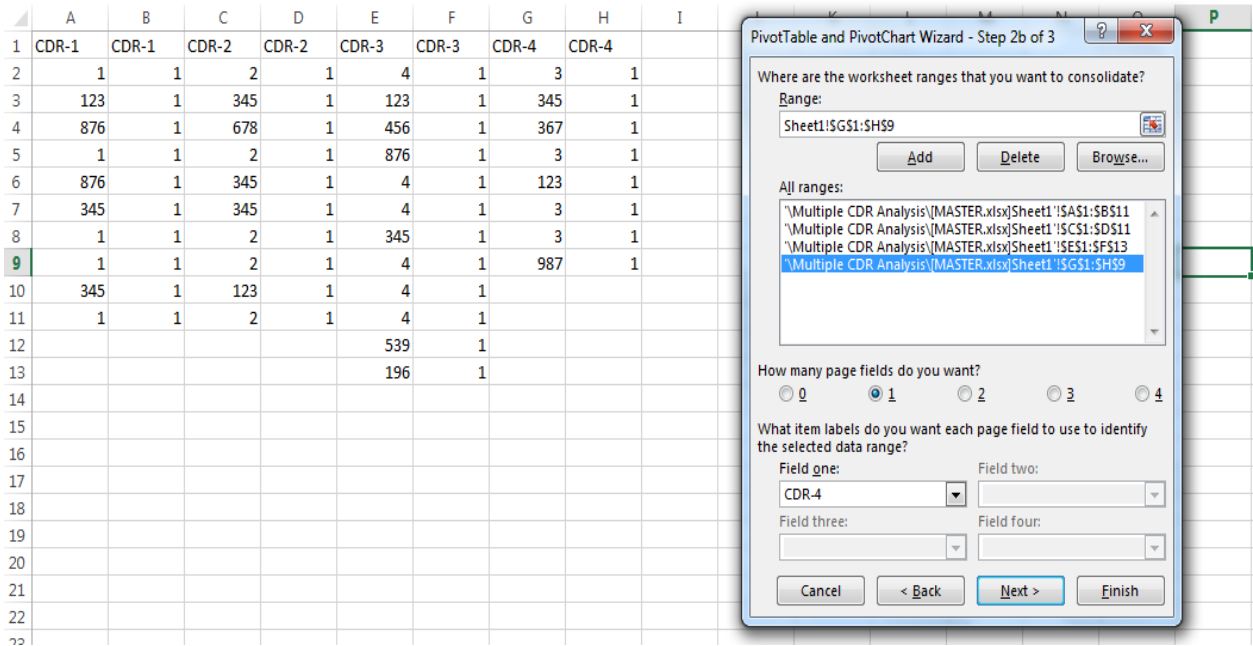 A B C D E F G H I P
1 CDR-1 CDR-1 CDR-2 CDR-2 CDR-3 CDR-3 CDR-4 CDR-4
2 1 1 2 1 4 1 3 1
3 123 1 345 1 123 1 345 1
4 876 1 678 1 456 1 367 1
5 1 1 2 1 876 1 3 1
6 876 1 345 1 4 1 123 1
7 345 1 345 1 4 1 3 1
8 1 1 2 1 345 1 3 1
9 1 1 2 1 4 1 987 1
10 345 1 123 1 4 1
11 1 1 2 1 4 1
12 539 1
13 196 1
14
15
16
17
18
19
20
21
22
23
PivotTable and PivotChart Wizard - Step 2b of 3 ? X
Where are the worksheet ranges that you want to consolidate?
Range:
Sheet1!$G$1:$H$9
Add Delete Browse...
All ranges:
'\Multiple CDR Analysis\[MASTER.xlsx]Sheet1'!$A$1:$B$11
'\Multiple CDR Analysis\[MASTER.xlsx]Sheet1'!$C$1:$D$11
'\Multiple CDR Analysis\[MASTER.xlsx]Sheet1'!$E$1:$F$13
'\Multiple CDR Analysis\[MASTER.xlsx]Sheet1'!$G$1:$H$9
How many page fields do you want?
0 1 2 3 4
What item labels do you want each page field to use to identify
the selected data range?
Field one: Field two:
CDR-4
Field three: Field four:
Cancel < Back Next > Finish